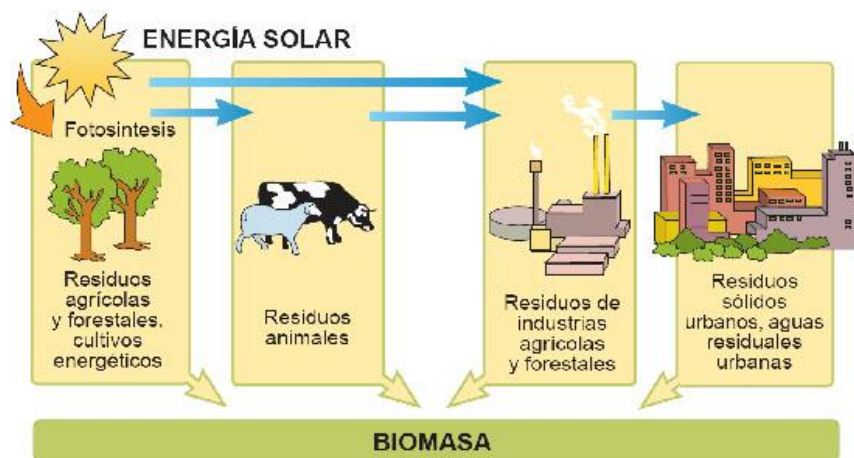 ENERGÍA SOLAR
Fotosintesis
Residuos
agrícolas
y forestales.
cultivos
energéticos
Residuos
animales
Residuos de
industrias
agrícolas
y forestales
Residuos
sólidos
urbanos, aguas
residuales
urbanas
BIOMASA